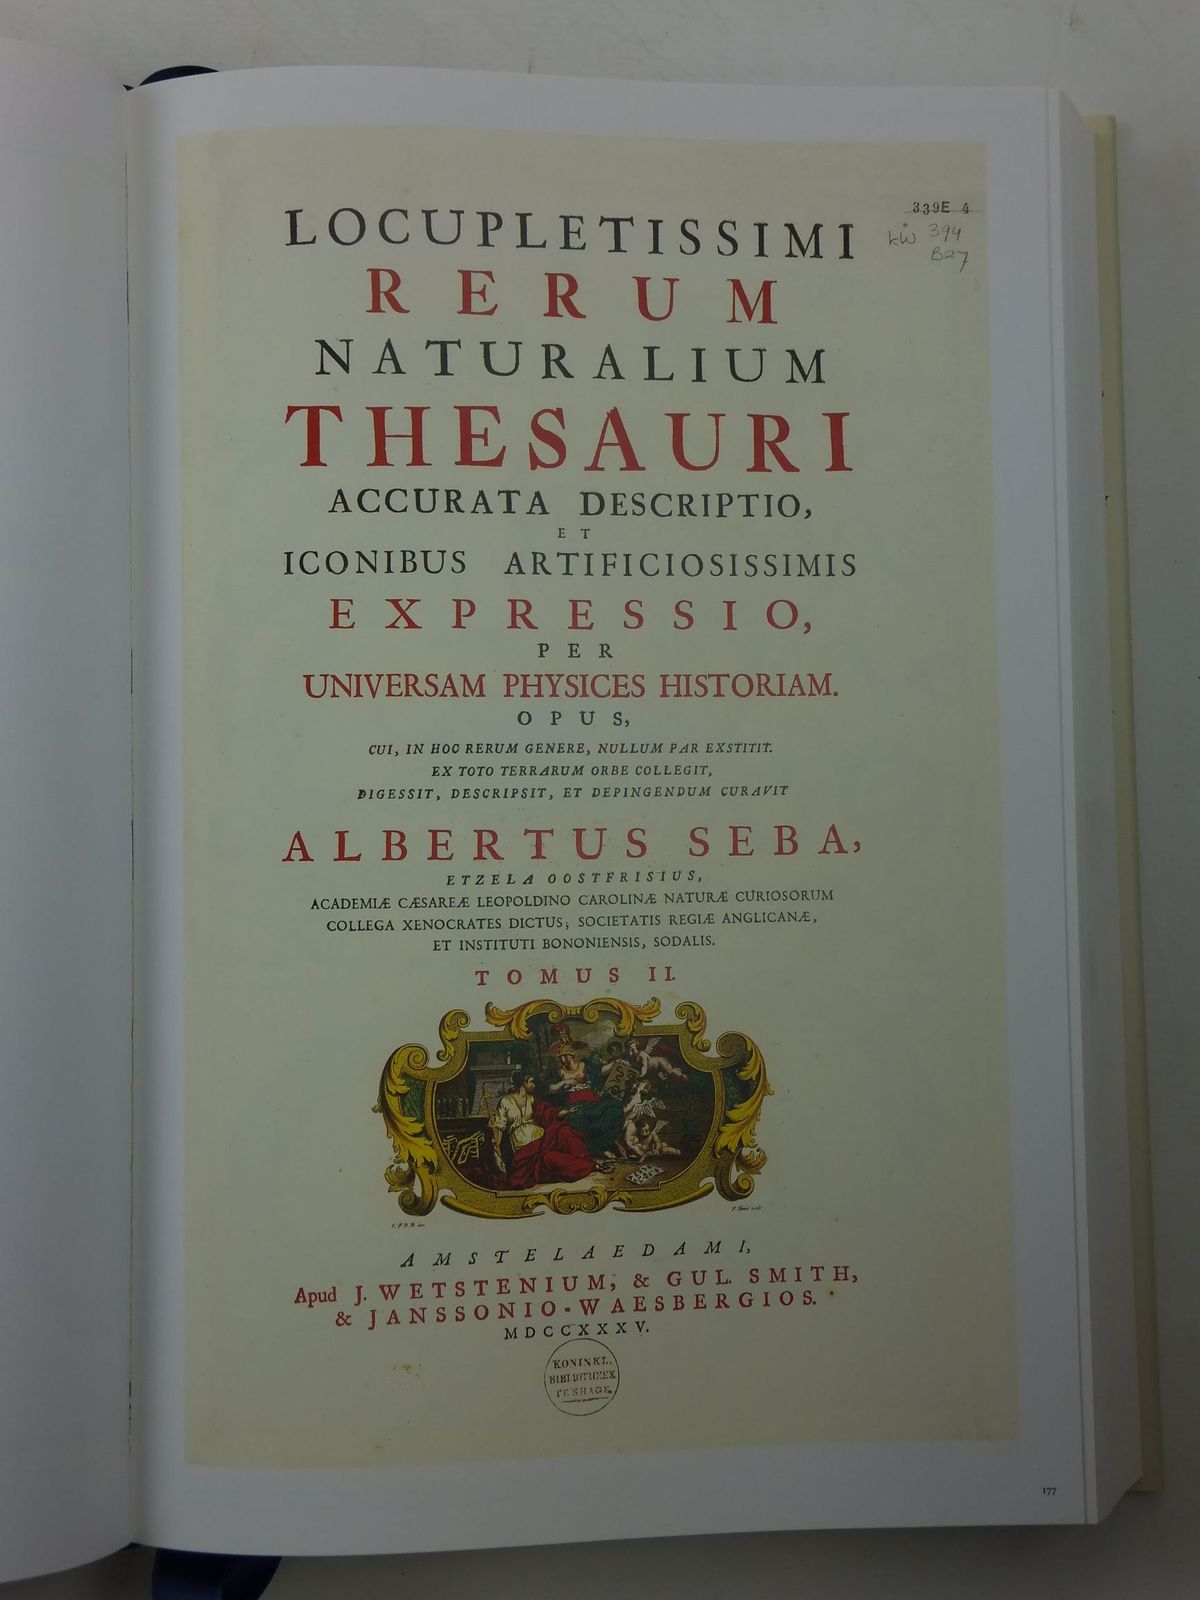 339E 4
KW 394
B27
LOCUPLETISSIMI
RERUM
NATURALIUM
THESAURI
ACCURATA DESCRIPTIO,
ET
ICONIBUS ARTIFICIOSISSIMIS
EXPRESSIO,
PER
UNIVERSAM PHYSICES HISTORIAM.
OPUS,
CUI, IN HOC RERUM GENERE, NULLUM PAR EXSTITIT.
EX TOTO TERRARUM ORBE COLLEGIT,
DIGESSIT, DESCRIPSIT, ET DEPINGENDUM CURAVIT
ALBERTUS SEBA,
ETZELA OOSTFRISIUS,
ACADEMIÆ CÆSAREÆ LEOPOLDINO CAROLINÆ NATURÆ CURIOSORUM
COLLEGA XENOCRATES DICTUS; SOCIETATIS REGIÆ ANGLICANÆ,
ET INSTITUTI BONONIENSIS, SODALIS.
TOMUS II.
AMSTELAEDAMI,
Apud J. WETSTENIUM, & GUL. SMITH,
& JANSSONIO-WAESBERGIOS.
MDCCXXXV.
KONINKL.
BIBLIOTHEEK
TE'SHAGE.
177